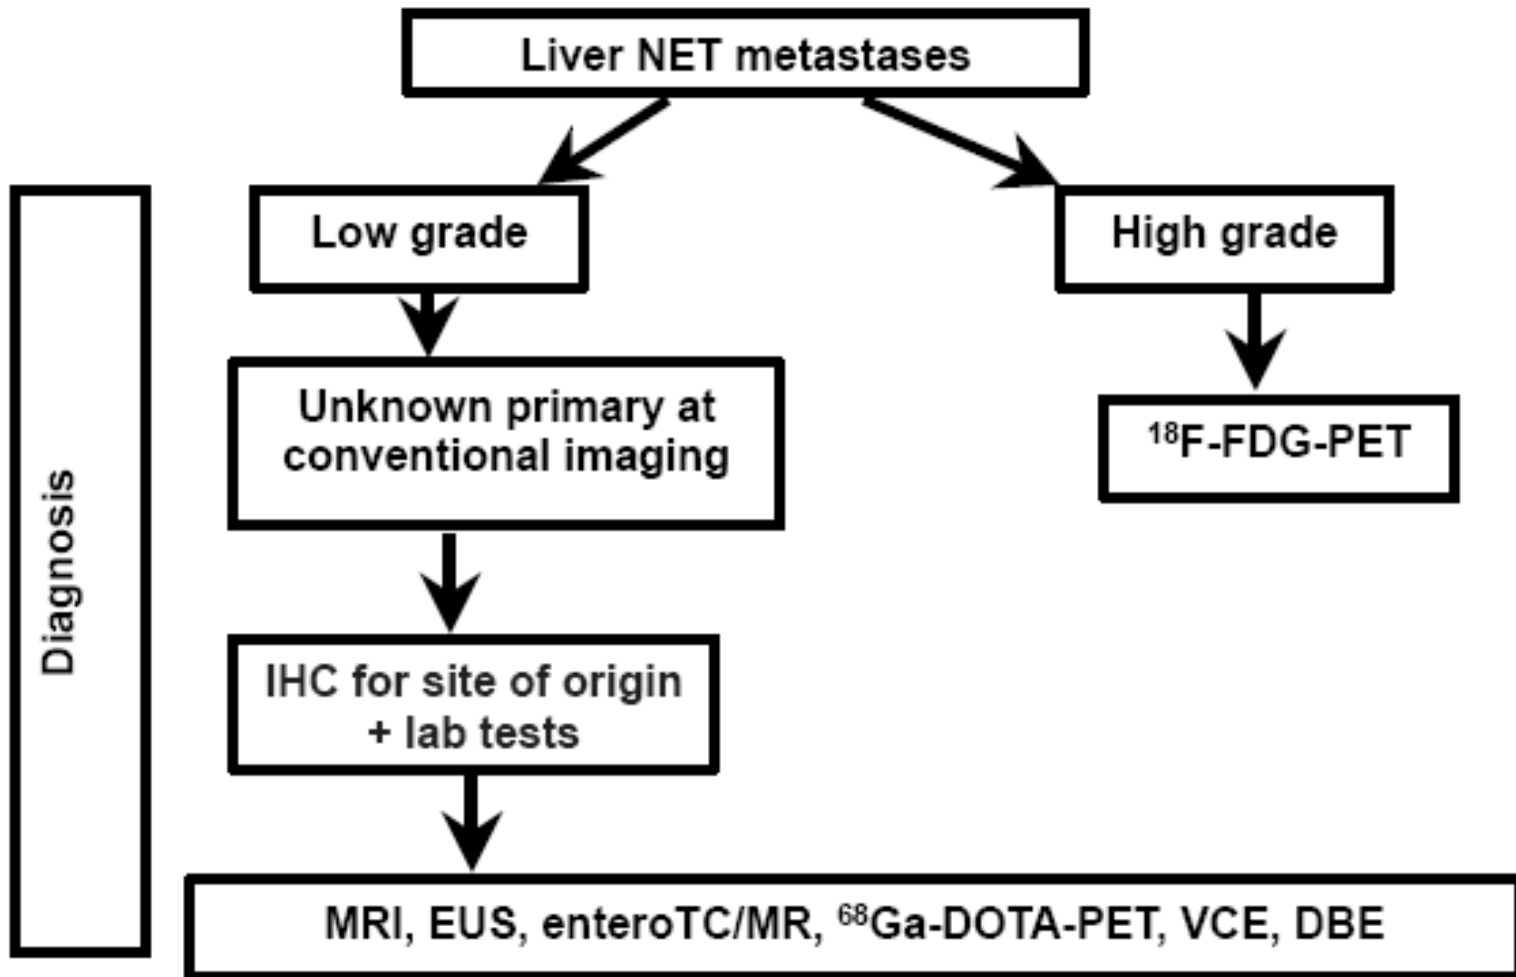 Liver NET metastases
Low grade
High grade
Unknown primary at
conventional imaging
¹⁸F-FDG-PET
Diagnosis
IHC for site of origin
+ lab tests
MRI, EUS, enteroTC/MR, ⁶⁸Ga-DOTA-PET, VCE, DBE